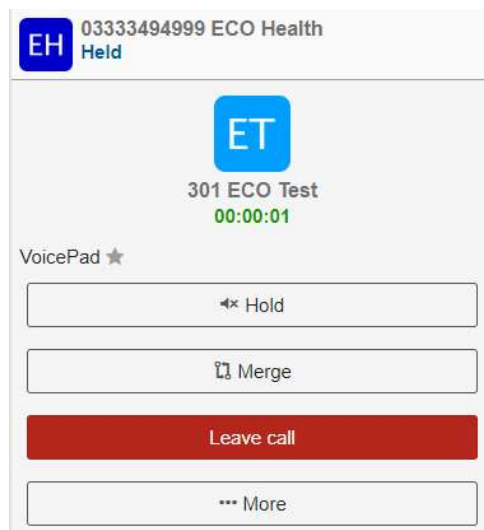 EH
03333494999 ECO Health
Held
ET
301 ECO Test
00:00:01
VoicePad
Hold
Merge
Leave call
More